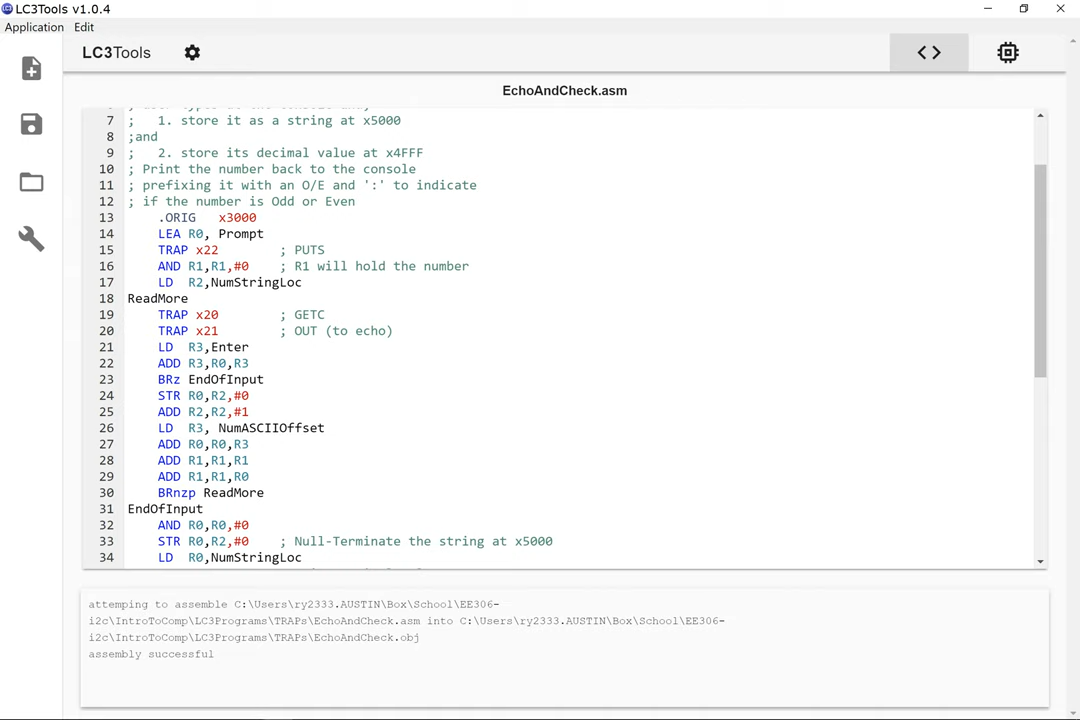 LC3Tools v1.0.4
Application Edit
LC3Tools
EchoAndCheck.asm
7 ;   1. store it as a string at x5000
8 ;and
9 ;   2. store its decimal value at x4FFF
10 ; Print the number back to the console
11 ; prefixing it with an O/E and ':' to indicate
12 ; if the number is Odd or Even
13     .ORIG   x3000
14     LEA R0, Prompt
15     TRAP x22        ; PUTS
16     AND R1,R1,#0    ; R1 will hold the number
17     LD  R2,NumStringLoc
18 ReadMore
19     TRAP x20        ; GETC
20     TRAP x21        ; OUT (to echo)
21     LD  R3,Enter
22     ADD R3,R0,R3
23     BRz EndOfInput
24     STR R0,R2,#0
25     ADD R2,R2,#1
26     LD  R3, NumASCIIOffset
27     ADD R0,R0,R3
28     ADD R1,R1,R1
29     ADD R1,R1,R0
30     BRnzp ReadMore
31 EndOfInput
32     AND R0,R0,#0
33     STR R0,R2,#0    ; Null-Terminate the string at x5000
34     LD  R0,NumStringLoc
attemping to assemble C:\Users\ry2333.AUSTIN\Box\School\EE306-
i2c\IntroToComp\LC3Programs\TRAPs\EchoAndCheck.asm into C:\Users\ry2333.AUSTIN\Box\School\EE306-
i2c\IntroToComp\LC3Programs\TRAPs\EchoAndCheck.obj
assembly successful